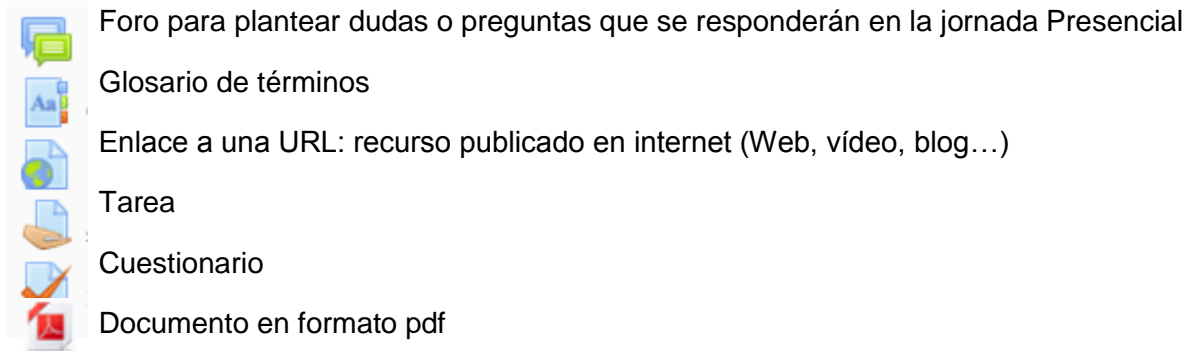 Foro para plantear dudas o preguntas que se responderán en la jornada Presencial
Aa
Glosario de términos
Enlace a una URL: recurso publicado en internet (Web, vídeo, blog…)
Tarea
Cuestionario
Documento en formato pdf